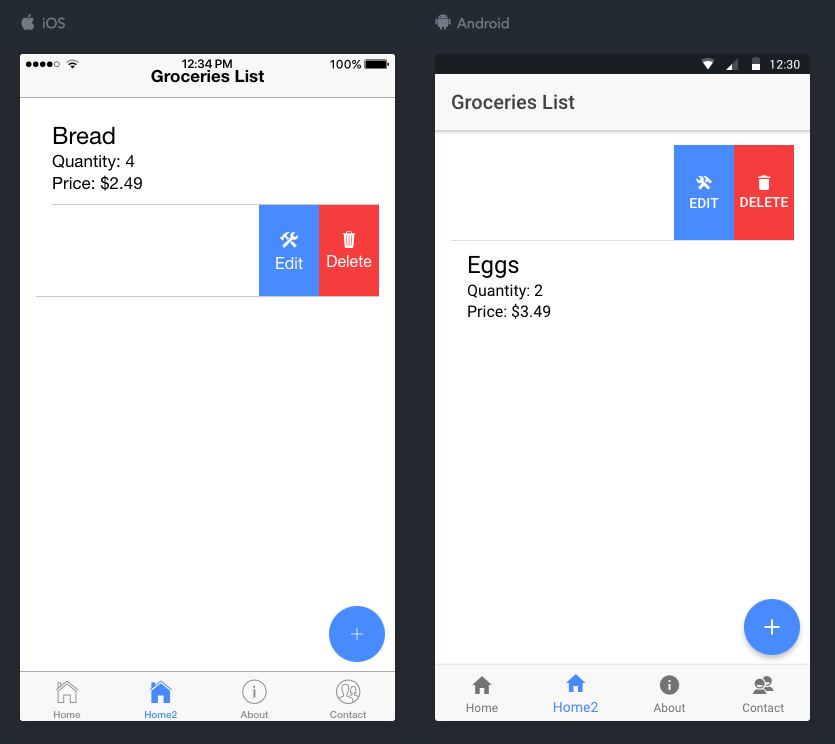 iOS
12:34 PM
100%
Groceries List
Bread
Quantity: 4
Price: $2.49
Edit
Delete
Home
Home2
About
Contact
Android
12:30
Groceries List
EDIT
DELETE
Eggs
Quantity: 2
Price: $3.49
Home
Home2
About
Contact